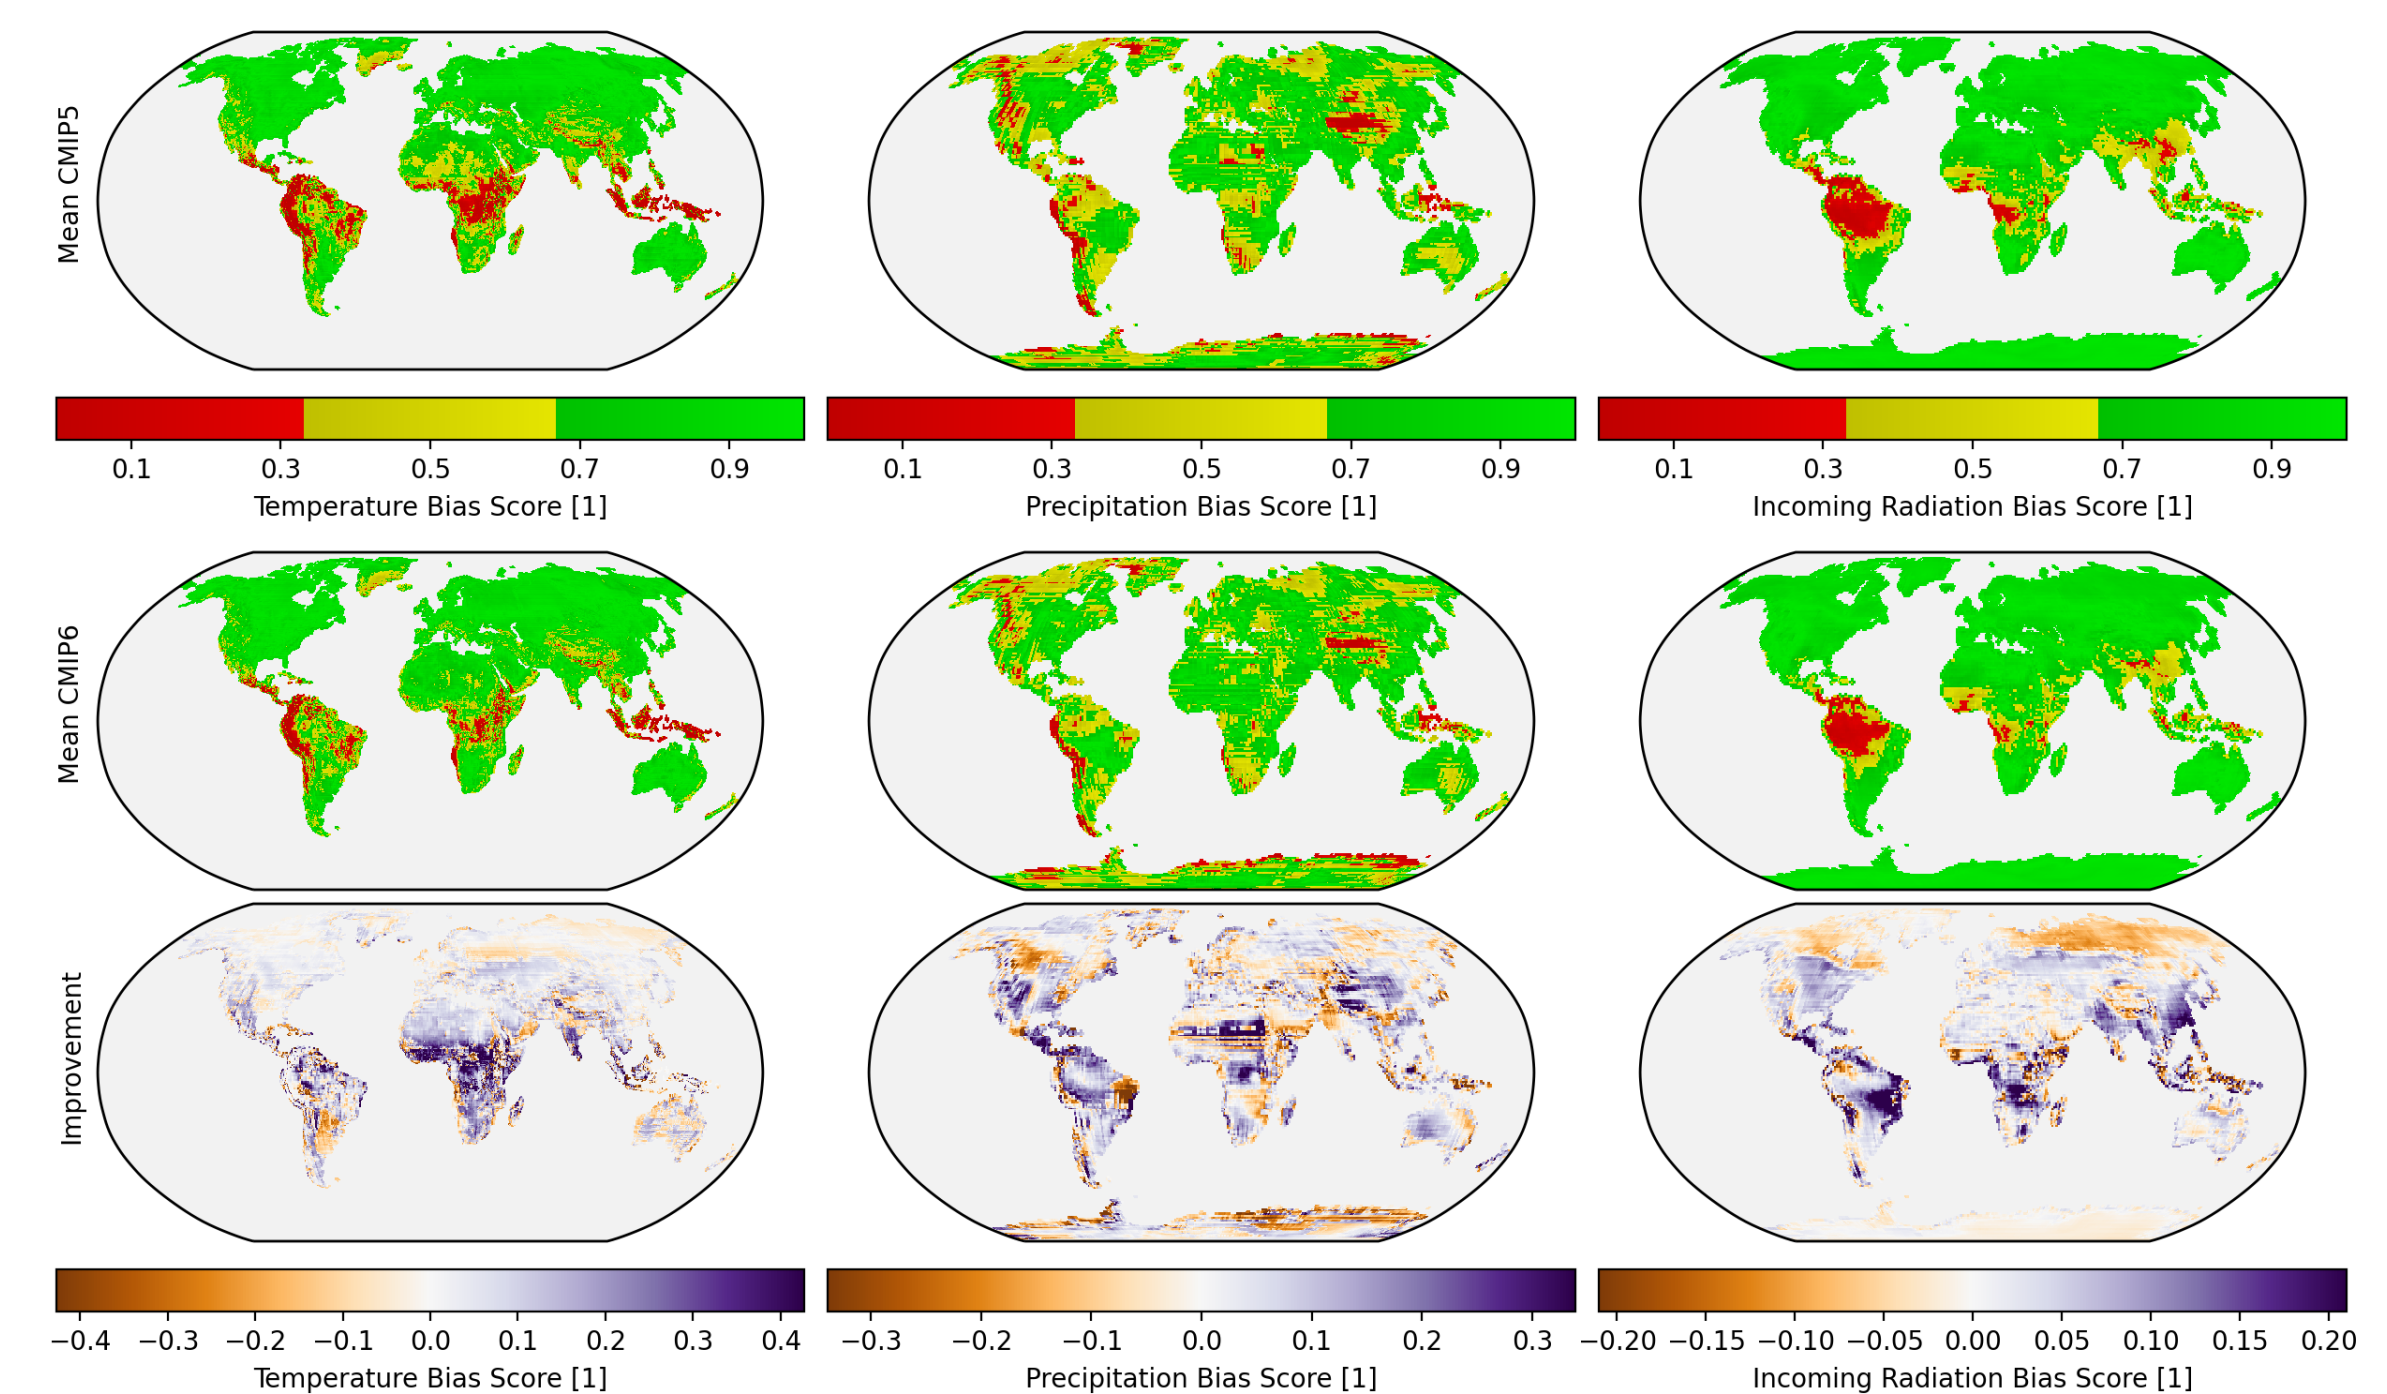 Mean CMIP5
0.1 0.3 0.5 0.7 0.9
Temperature Bias Score [1]
0.1 0.3 0.5 0.7 0.9
Precipitation Bias Score [1]
0.1 0.3 0.5 0.7 0.9
Incoming Radiation Bias Score [1]
Mean CMIP6
Improvement
−0.4 −0.3 −0.2 −0.1 0.0 0.1 0.2 0.3 0.4
Temperature Bias Score [1]
−0.3 −0.2 −0.1 0.0 0.1 0.2 0.3
Precipitation Bias Score [1]
−0.20 −0.15 −0.10 −0.05 0.00 0.05 0.10 0.15 0.20
Incoming Radiation Bias Score [1]